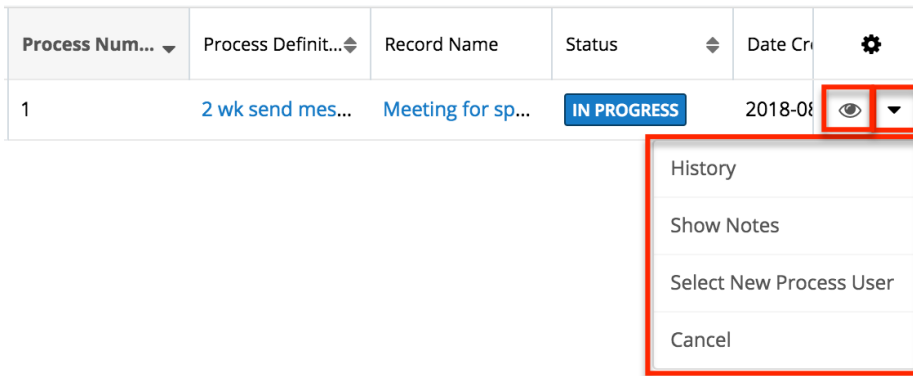 Process Num... Process Definit... Record Name Status Date Cr
1 2 wk send mes... Meeting for sp... IN PROGRESS 2018-08
History
Show Notes
Select New Process User
Cancel